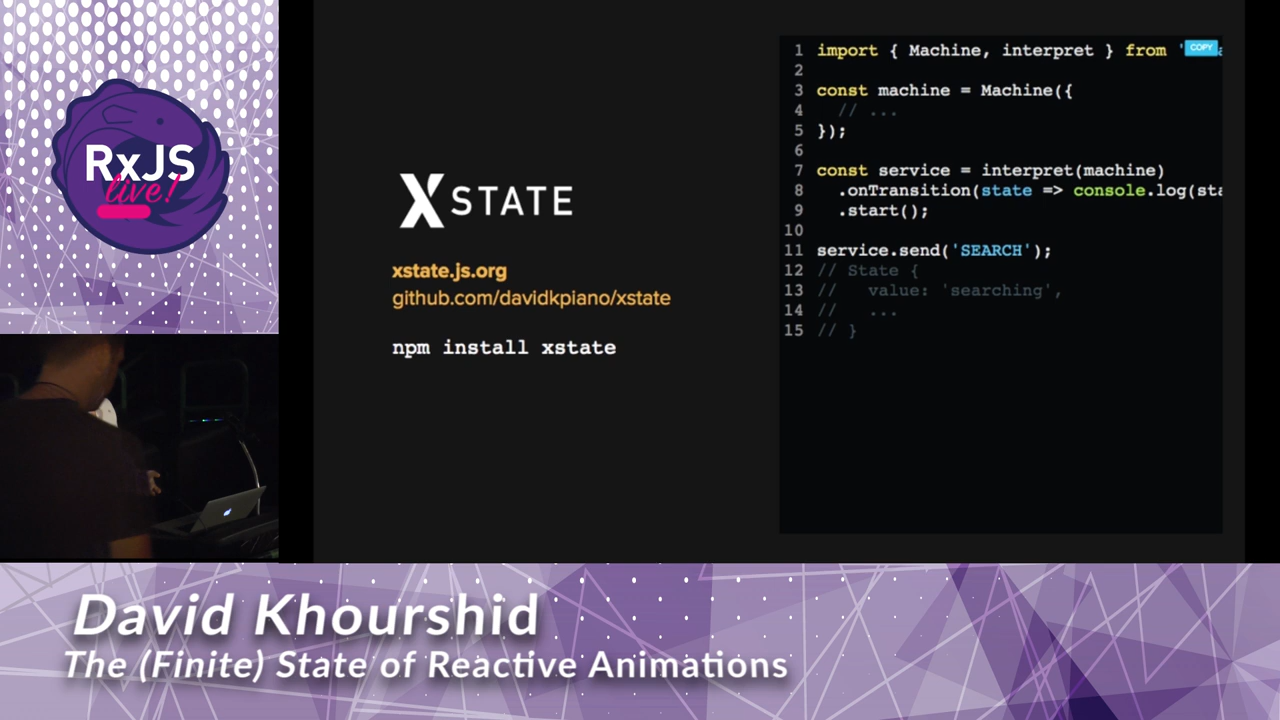 RxJS
live!
XSTATE
xstate.js.org
github.com/davidkpiano/xstate
npm install xstate
COPY
1 import { Machine, interpret } from '
2
3 const machine = Machine({
4 // ...
5 });
6
7 const service = interpret(machine)
8 .onTransition(state => console.log(sta
9 .start();
10
11 service.send('SEARCH');
12 // State {
13 // value: 'searching',
14 // ...
15 // }
David Khourshid
The (Finite) State of Reactive Animations